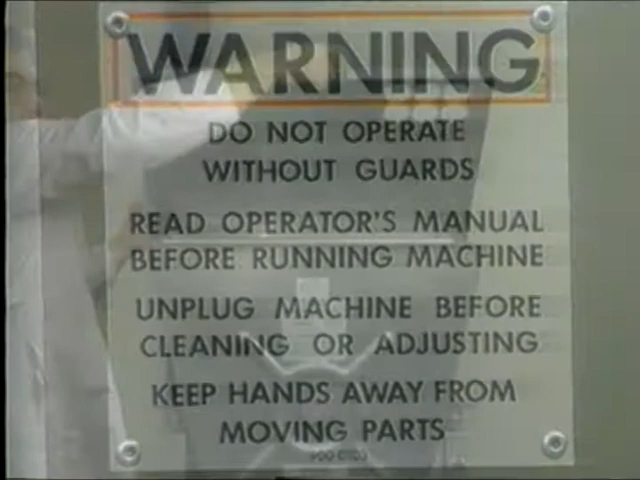 WARNING
DO NOT OPERATE
WITHOUT GUARDS
READ OPERATOR'S MANUAL
BEFORE RUNNING MACHINE
UNPLUG MACHINE BEFORE
CLEANING OR ADJUSTING
KEEP HANDS AWAY FROM
MOVING PARTS